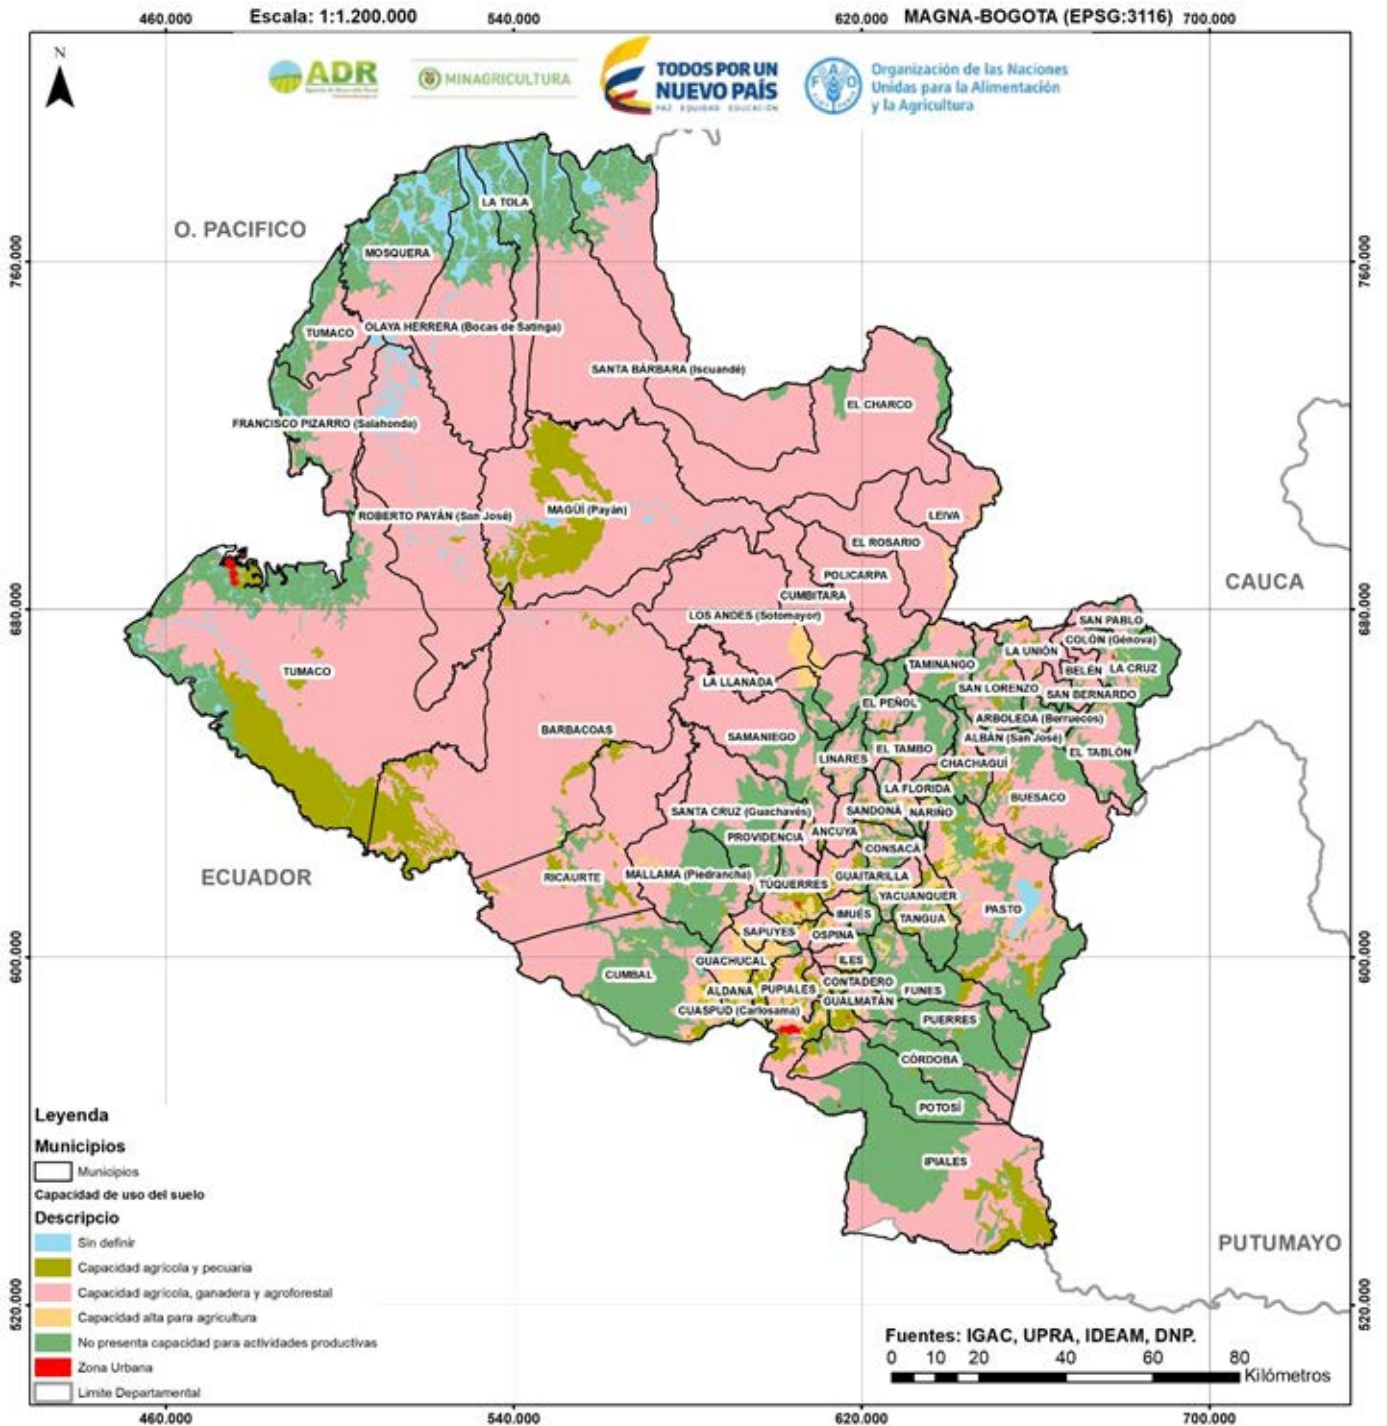 460.000
Escala: 1:1.200.000
540.000
620.000
MAGNA-BOGOTA (EPSG:3116)
700.000
N
ADR
MINAGRICULTURA
TODOS POR UN
NUEVO PAÍS
PAZ EQUIDAD EDUCACIÓN
FAO
Organización de las Naciones
Unidas para la Alimentación
y la Agricultura
O. PACIFICO
760.000
760.000
LA TOLA
MOSQUERA
TUMACO
OLAYA HERRERA (Bocas de Satinga)
SANTA BÁRBARA (Iscuandé)
EL CHARCO
FRANCISCO PIZARRO (Salahonda)
ROBERTO PAYÁN (San José)
MAGÜÍ (Payán)
LEIVA
EL ROSARIO
POLICARPA
CUMBITARA
CAUCA
680.000
680.000
LOS ANDES (Sotomayor)
SAN PABLO
COLÓN (Génova)
LA UNIÓN
TAMINANGO
BELÉN
LA CRUZ
TUMACO
LA LLANADA
SAN LORENZO
SAN BERNARDO
EL PEÑOL
ARBOLEDA (Berruecos)
BARBACOAS
SAMANIEGO
ALBÁN (San José)
EL TABLÓN
LINARES
EL TAMBO
CHACHAGUÍ
LA FLORIDA
BUESACO
SANTA CRUZ (Guachavés)
SANDONÁ
NARIÑO
PROVIDENCIA
ANCUYA
CONSACÁ
ECUADOR
RICAURTE
MALLAMA (Piedrancha)
TÚQUERRES
GUAITARILLA
YACUANQUER
PASTO
IMUÉS
TANGUA
SAPUYES
OSPINA
600.000
600.000
GUACHUCAL
ILES
CUMBAL
CONTADERO
ALDANA
PUPIALES
FUNES
GUALMATÁN
CUASPUD (Carlosama)
PUERRES
CÓRDOBA
POTOSÍ
IPIALES
PUTUMAYO
520.000
520.000
Leyenda
Municipios
Municipios
Capacidad de uso del suelo
Descripcio
Sin definir
Capacidad agrícola y pecuaria
Capacidad agrícola, ganadera y agroforestal
Capacidad alta para agricultura
No presenta capacidad para actividades productivas
Zona Urbana
Limite Departamental
Fuentes: IGAC, UPRA, IDEAM, DNP.
0 10 20 40 60 80
Kilómetros
460.000
540.000
620.000
700.000